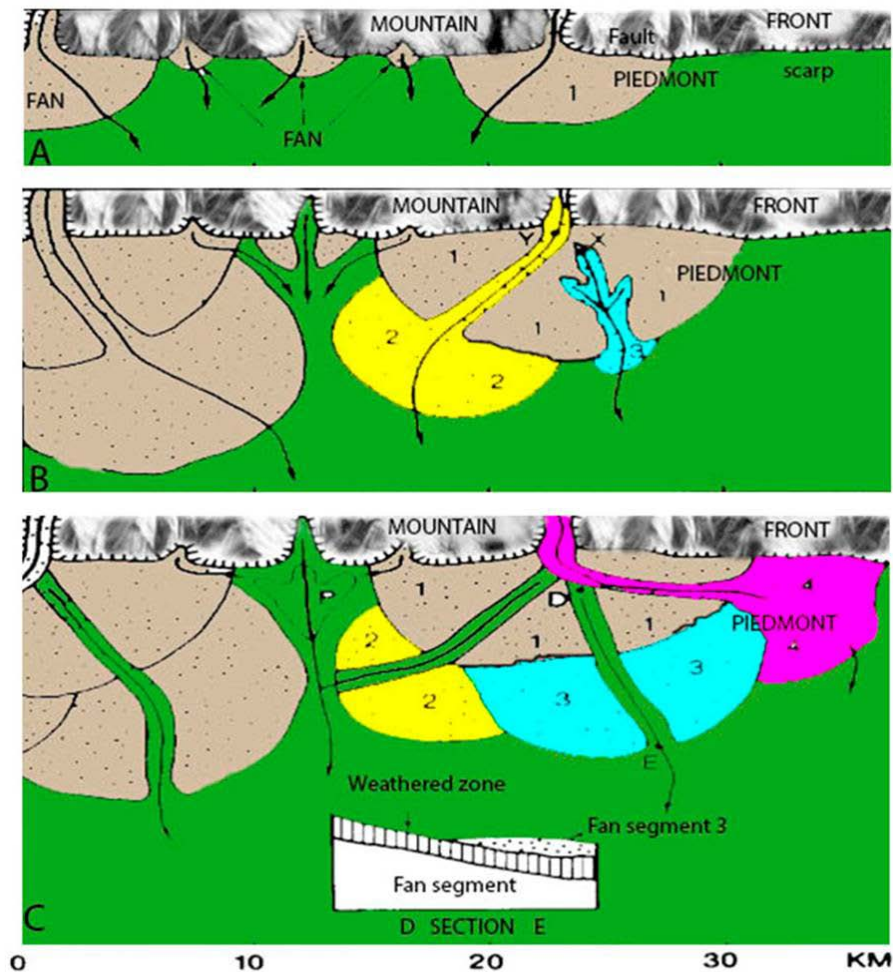 MOUNTAIN FRONT
Fault
PIEDMONT scarp
FAN 1
FAN
A
MOUNTAIN FRONT
1 Y X
PIEDMONT
1
1
2
3
2
B
MOUNTAIN FRONT
1 P D 4
1 1 PIEDMONT
2 3 4
2 3
E
Weathered zone
Fan segment 3
Fan segment
D SECTION E
C
0 10 20 30 KM